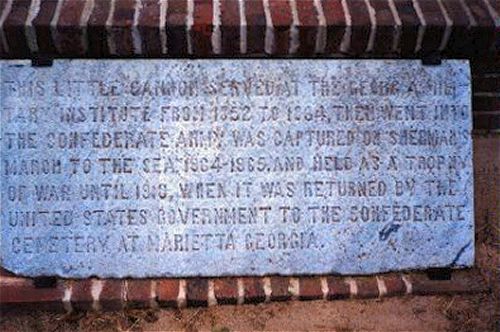 THIS LITTLE CANNON SERVED AT THE GEORGIA MILI-
TARY INSTITUTE FROM 1852 TO 1864, THEN WENT INTO
THE CONFEDERATE ARMY WAS CAPTURED ON SHERMAN'S
MARCH TO THE SEA, 1864-1865, AND HELD AS A TROPHY
OF WAR UNTIL 1910, WHEN IT WAS RETURNED BY THE
UNITED STATES GOVERNMENT TO THE CONFEDERATE
CEMETERY AT MARIETTA GEORGIA.